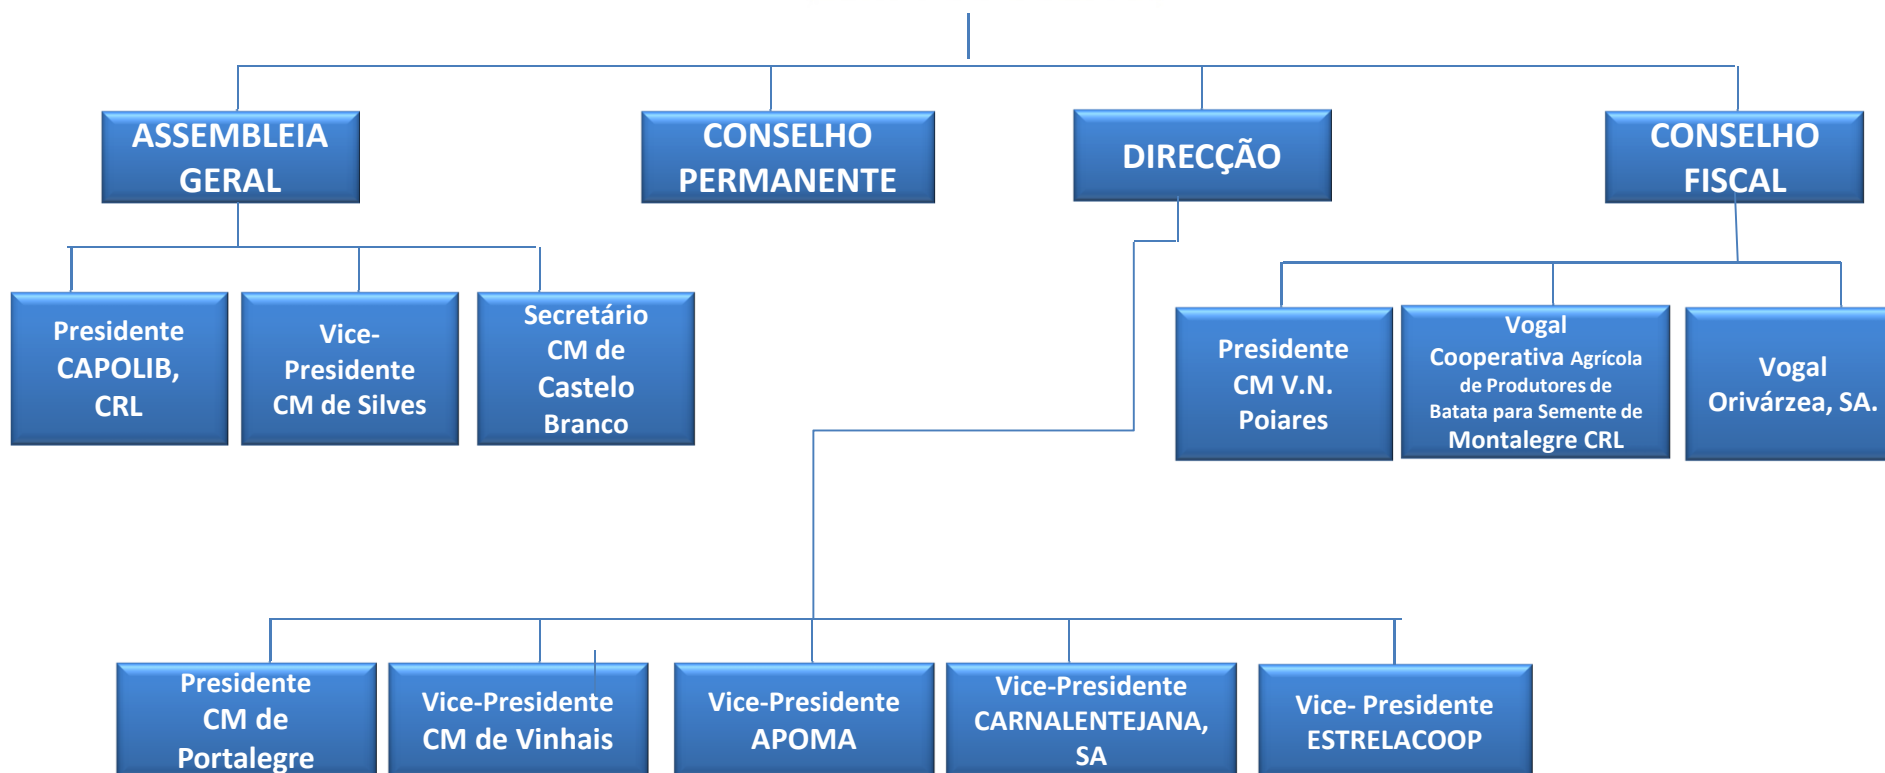 ASSEMBLEIA
GERAL
CONSELHO
PERMANENTE
DIRECÇÃO
CONSELHO
FISCAL
Presidente
CAPOLIB,
CRL
Vice-
Presidente
CM de Silves
Secretário
CM de
Castelo
Branco
Presidente
CM V.N.
Poiares
Vogal
Cooperativa Agrícola
de Produtores de
Batata para Semente de
Montalegre CRL
Vogal
Orivárzea, SA.
Presidente
CM de
Portalegre
Vice-Presidente
CM de Vinhais
Vice-Presidente
APOMA
Vice-Presidente
CARNALENTEJANA,
SA
Vice- Presidente
ESTRELACOOP